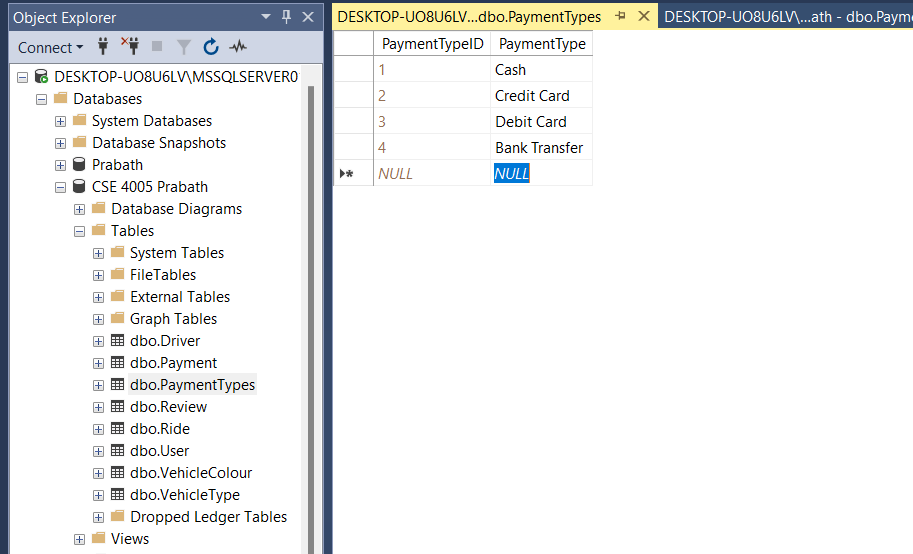 Object Explorer
Connect
DESKTOP-UO8U6LV\MSSQLSERVER0
Databases
System Databases
Database Snapshots
Prabath
CSE 4005 Prabath
Database Diagrams
Tables
System Tables
FileTables
External Tables
Graph Tables
dbo.Driver
dbo.Payment
dbo.PaymentTypes
dbo.Review
dbo.Ride
dbo.User
dbo.VehicleColour
dbo.VehicleType
Dropped Ledger Tables
Views
DESKTOP-UO8U6LV...dbo.PaymentTypes
DESKTOP-UO8U6LV\...ath - dbo.Payme
PaymentTypeID PaymentType
1 Cash
2 Credit Card
3 Debit Card
4 Bank Transfer
NULL NULL